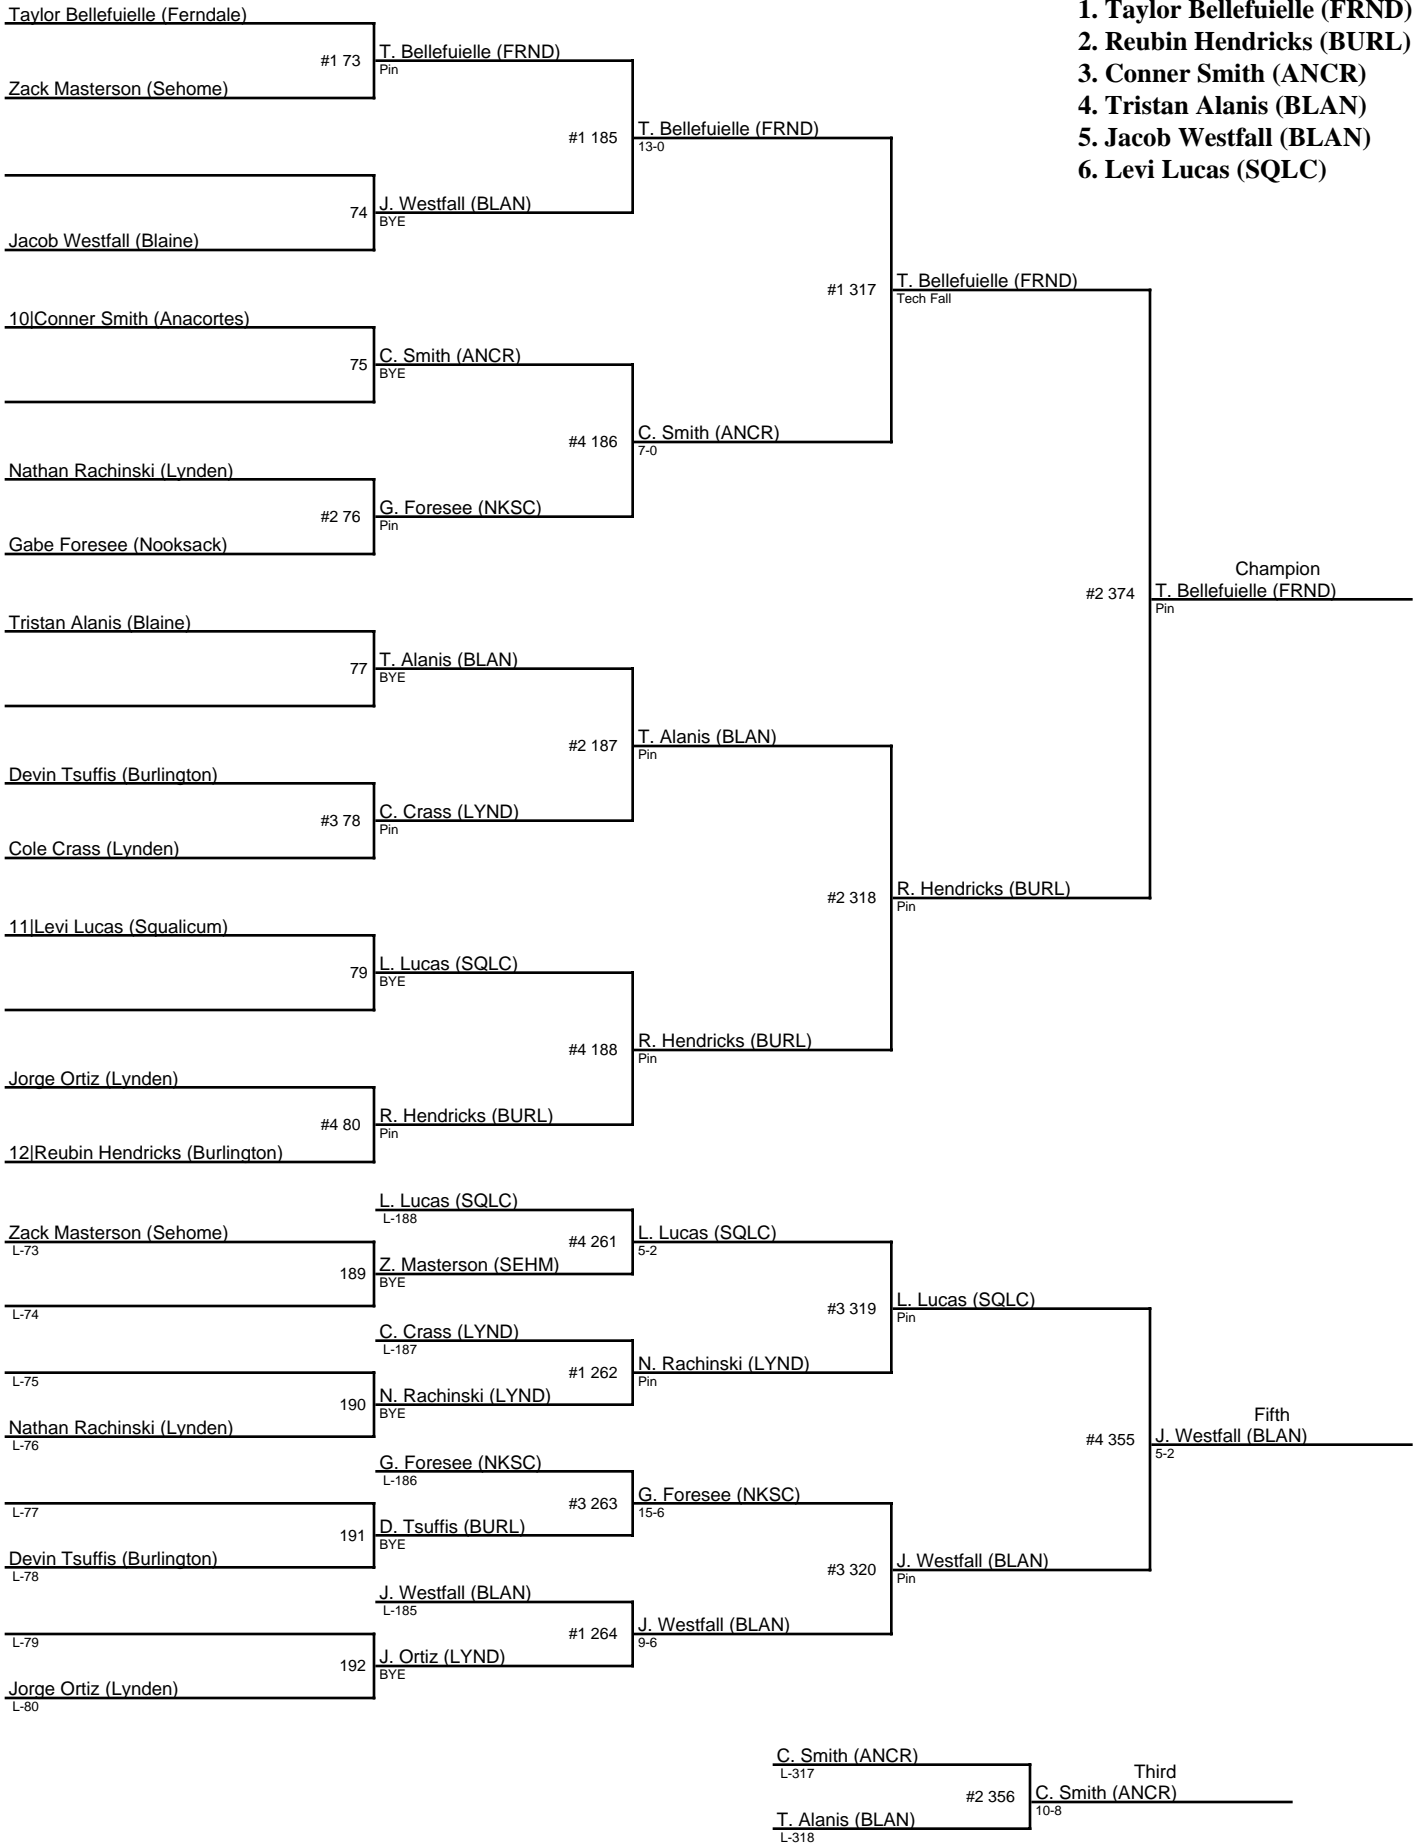 Taylor Bellefuielle (Ferndale)
#1 73
T. Bellefuielle (FRND)
Pin
Zack Masterson (Sehome)
#1 185
T. Bellefuielle (FRND)
13-0
74
J. Westfall (BLAN)
BYE
Jacob Westfall (Blaine)
#1 317
T. Bellefuielle (FRND)
Tech Fall
10|Conner Smith (Anacortes)
75
C. Smith (ANCR)
BYE
#4 186
C. Smith (ANCR)
7-0
Nathan Rachinski (Lynden)
#2 76
G. Foresee (NKSC)
Pin
Gabe Foresee (Nooksack)
#2 374
Champion
T. Bellefuielle (FRND)
Pin
Tristan Alanis (Blaine)
77
T. Alanis (BLAN)
BYE
#2 187
T. Alanis (BLAN)
Pin
Devin Tsuffis (Burlington)
#3 78
C. Crass (LYND)
Pin
Cole Crass (Lynden)
#2 318
R. Hendricks (BURL)
Pin
11|Levi Lucas (Squalicum)
79
L. Lucas (SQLC)
BYE
#4 188
R. Hendricks (BURL)
Pin
Jorge Ortiz (Lynden)
#4 80
R. Hendricks (BURL)
Pin
12|Reubin Hendricks (Burlington)
1. Taylor Bellefuielle (FRND)
2. Reubin Hendricks (BURL)
3. Conner Smith (ANCR)
4. Tristan Alanis (BLAN)
5. Jacob Westfall (BLAN)
6. Levi Lucas (SQLC)
L. Lucas (SQLC)
L-188
Zack Masterson (Sehome)
L-73
#4 261
L. Lucas (SQLC)
5-2
189
Z. Masterson (SEHM)
BYE
L-74
#3 319
L. Lucas (SQLC)
Pin
C. Crass (LYND)
L-187
L-75
#1 262
N. Rachinski (LYND)
Pin
190
N. Rachinski (LYND)
BYE
Nathan Rachinski (Lynden)
L-76
#4 355
Fifth
J. Westfall (BLAN)
5-2
G. Foresee (NKSC)
L-186
L-77
#3 263
G. Foresee (NKSC)
15-6
191
D. Tsuffis (BURL)
BYE
Devin Tsuffis (Burlington)
L-78
#3 320
J. Westfall (BLAN)
Pin
J. Westfall (BLAN)
L-185
L-79
#1 264
J. Westfall (BLAN)
9-6
192
J. Ortiz (LYND)
BYE
Jorge Ortiz (Lynden)
L-80
C. Smith (ANCR)
L-317
#2 356
Third
C. Smith (ANCR)
10-8
T. Alanis (BLAN)
L-318